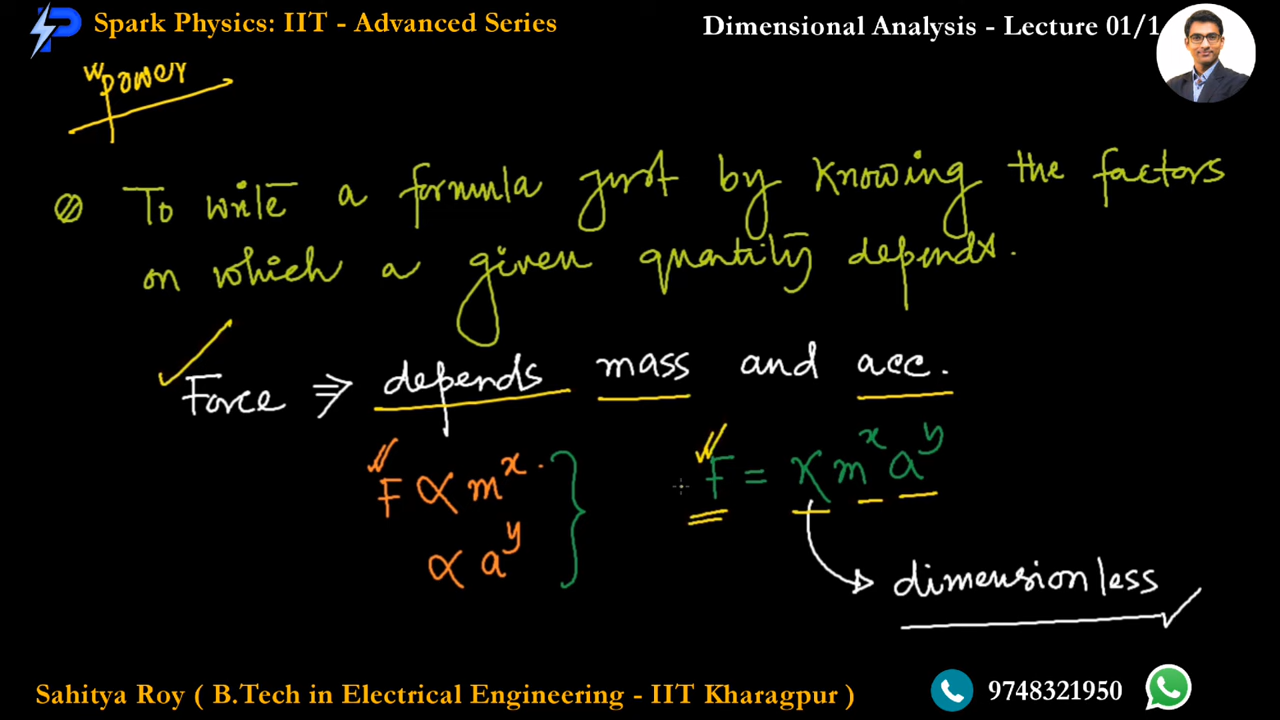 Spark Physics: IIT - Advanced Series
Dimensional Analysis - Lecture 01/1
power
To write a formula just by knowing the factors
on which a given quantity depends.
Force ⇒ depends mass and acc.
F ∝ m^x .
∝ a^y
F = K m^x a^y
dimensionless
Sahitya Roy ( B.Tech in Electrical Engineering - IIT Kharagpur )
9748321950